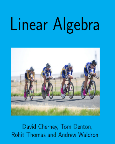 Linear Algebra
David Cherney, Tom Denton,
Rohit Thomas and Andrew Waldron